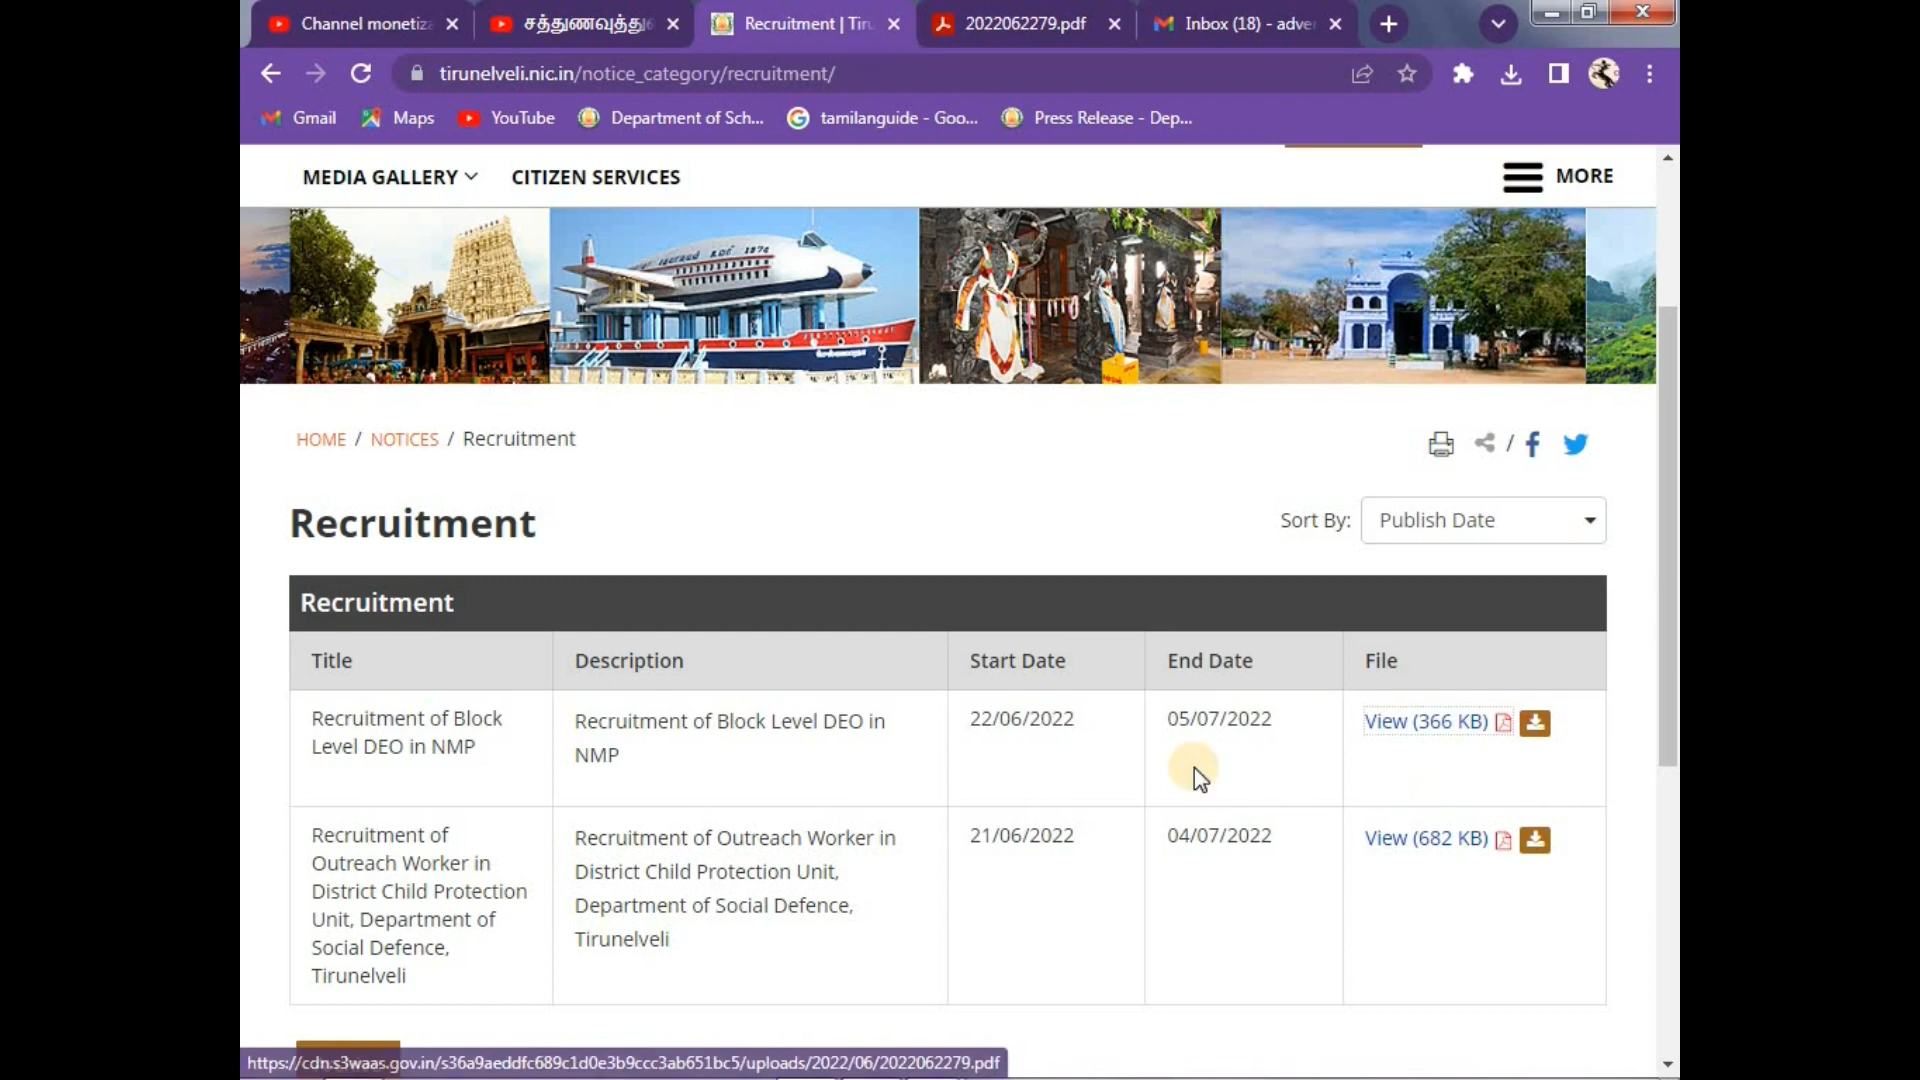 Channel monetiz
சத்துணவுத்து
Recruitment | Tir
2022062279.pdf
Inbox (18) - adve
tirunelveli.nic.in/notice_category/recruitment/
Gmail
Maps
YouTube
Department of Sch...
tamilanguide - Goo...
Press Release - Dep...
MEDIA GALLERY
CITIZEN SERVICES
MORE
HOME / NOTICES / Recruitment
Recruitment
Sort By: Publish Date
Recruitment
Title
Description
Start Date
End Date
File
Recruitment of Block
Level DEO in NMP
Recruitment of Block Level DEO in
NMP
22/06/2022
05/07/2022
View (366 KB)
Recruitment of
Outreach Worker in
District Child Protection
Unit, Department of
Social Defence,
Tirunelveli
Recruitment of Outreach Worker in
District Child Protection Unit,
Department of Social Defence,
Tirunelveli
21/06/2022
04/07/2022
View (682 KB)
https://cdn.s3waas.gov.in/s36a9aeddfc689c1d0e3b9ccc3ab651bc5/uploads/2022/06/2022062279.pdf